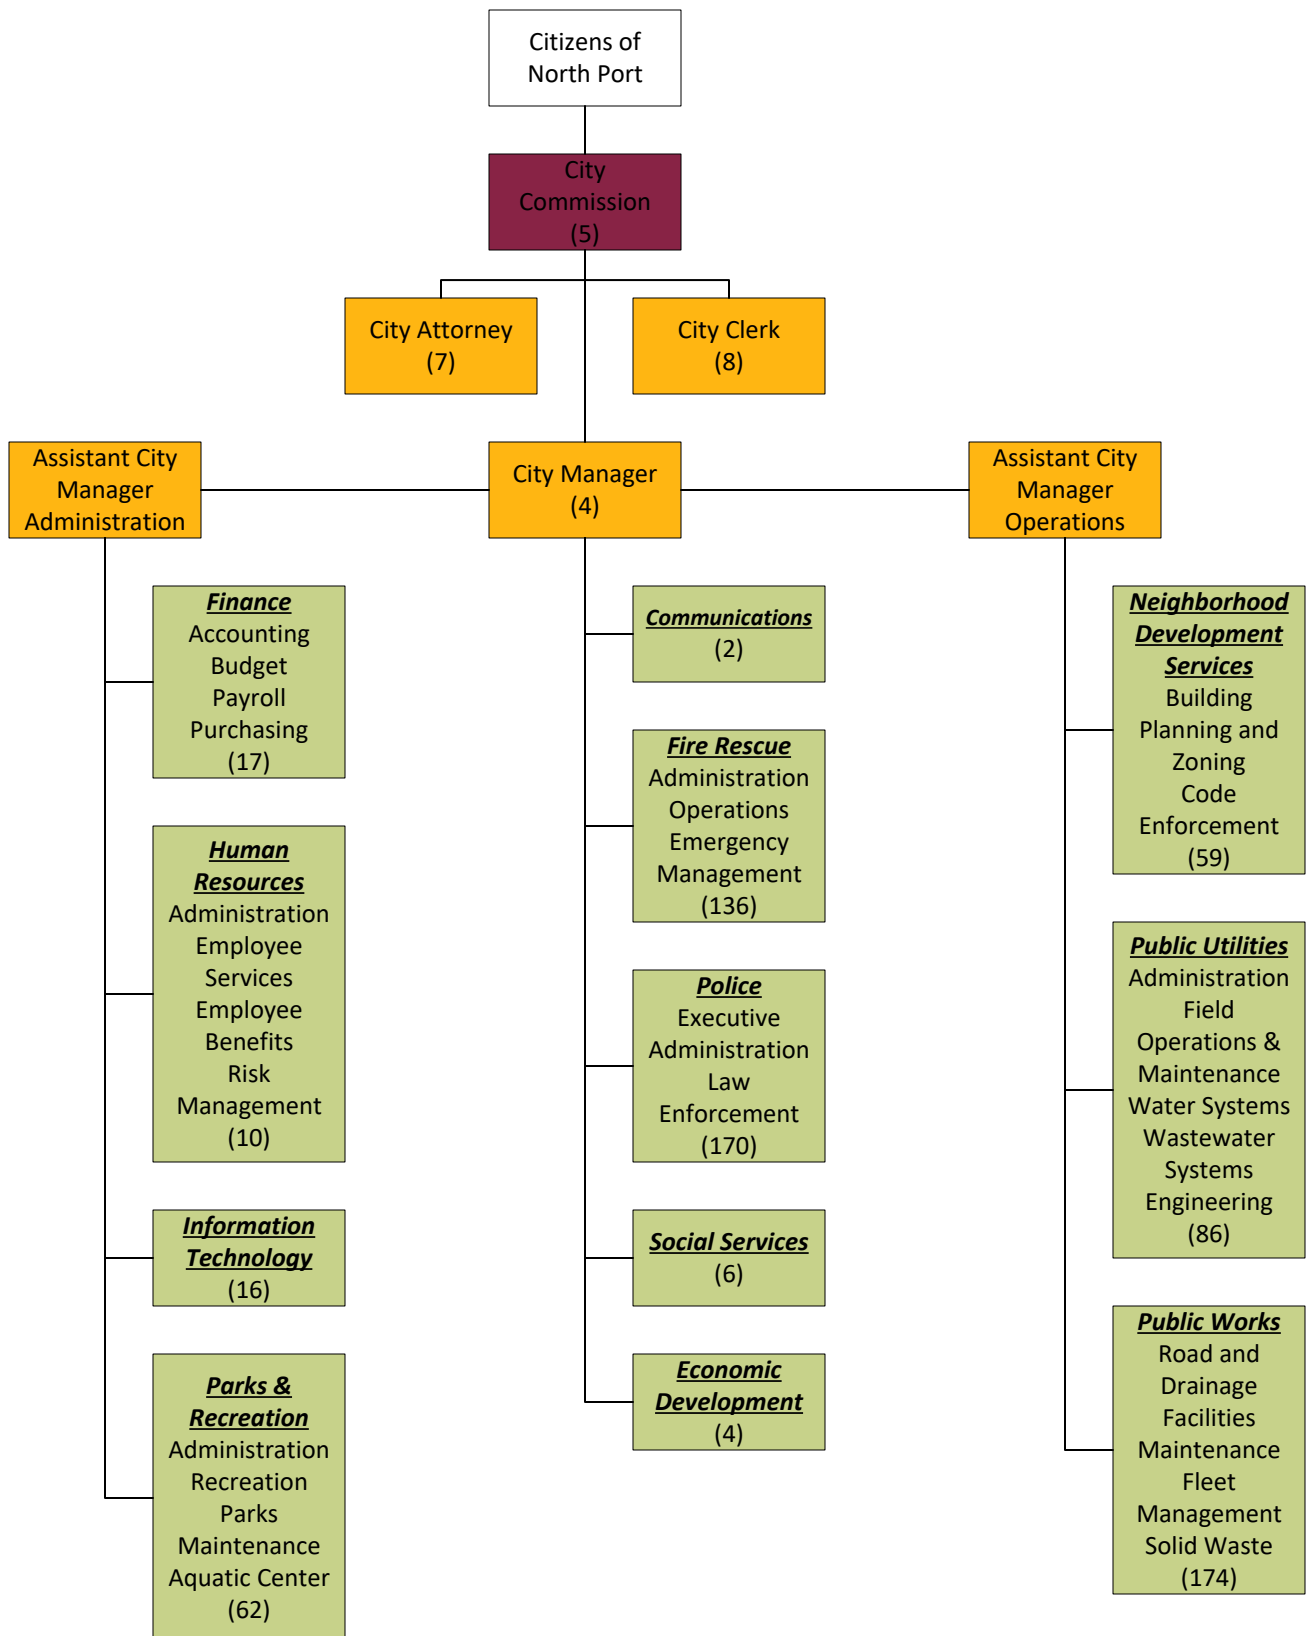 Citizens of
North Port
City
Commission
(5)
City Attorney
(7)
City Clerk
(8)
Assistant City
Manager
Administration
City Manager
(4)
Assistant City
Manager
Operations
Finance
Accounting
Budget
Payroll
Purchasing
(17)
Human
Resources
Administration
Employee
Services
Employee
Benefits
Risk
Management
(10)
Information
Technology
(16)
Parks &
Recreation
Administration
Recreation
Parks
Maintenance
Aquatic Center
(62)
Communications
(2)
Fire Rescue
Administration
Operations
Emergency
Management
(136)
Police
Executive
Administration
Law
Enforcement
(170)
Social Services
(6)
Economic
Development
(4)
Neighborhood
Development
Services
Building
Planning and
Zoning
Code
Enforcement
(59)
Public Utilities
Administration
Field
Operations &
Maintenance
Water Systems
Wastewater
Systems
Engineering
(86)
Public Works
Road and
Drainage
Facilities
Maintenance
Fleet
Management
Solid Waste
(174)